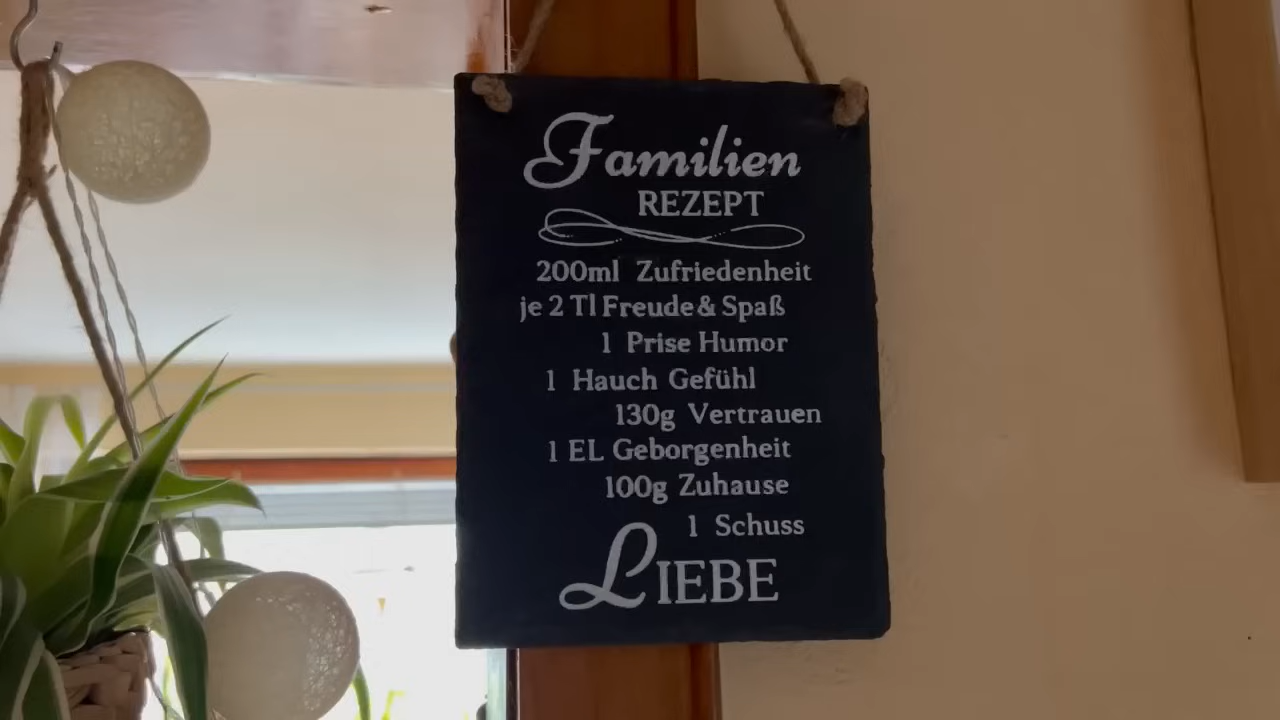 Familien
REZEPT
200ml Zufriedenheit
je 2 Tl Freude & Spaß
1 Prise Humor
1 Hauch Gefühl
130g Vertrauen
1 EL Geborgenheit
100g Zuhause
1 Schuss
LIEBE